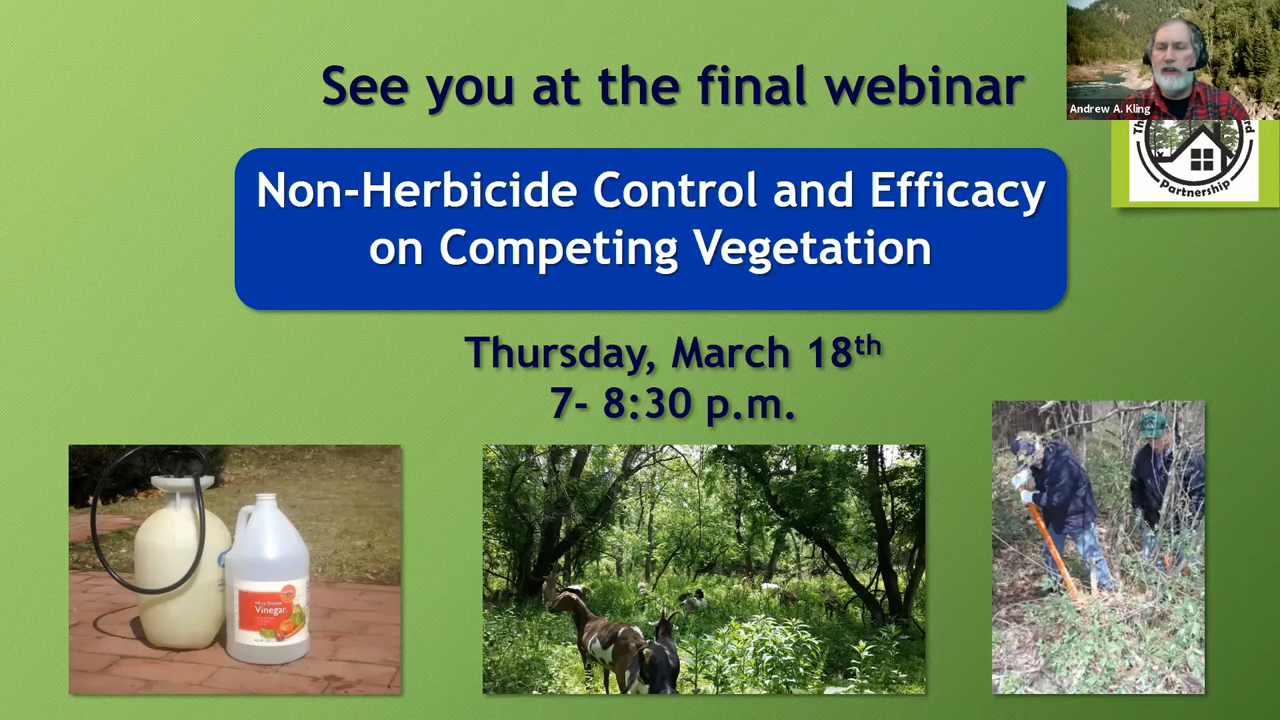 See you at the final webinar
Andrew A. Kling
Partnership
Non-Herbicide Control and Efficacy
on Competing Vegetation
Thursday, March 18th
7- 8:30 p.m.
Vinegar